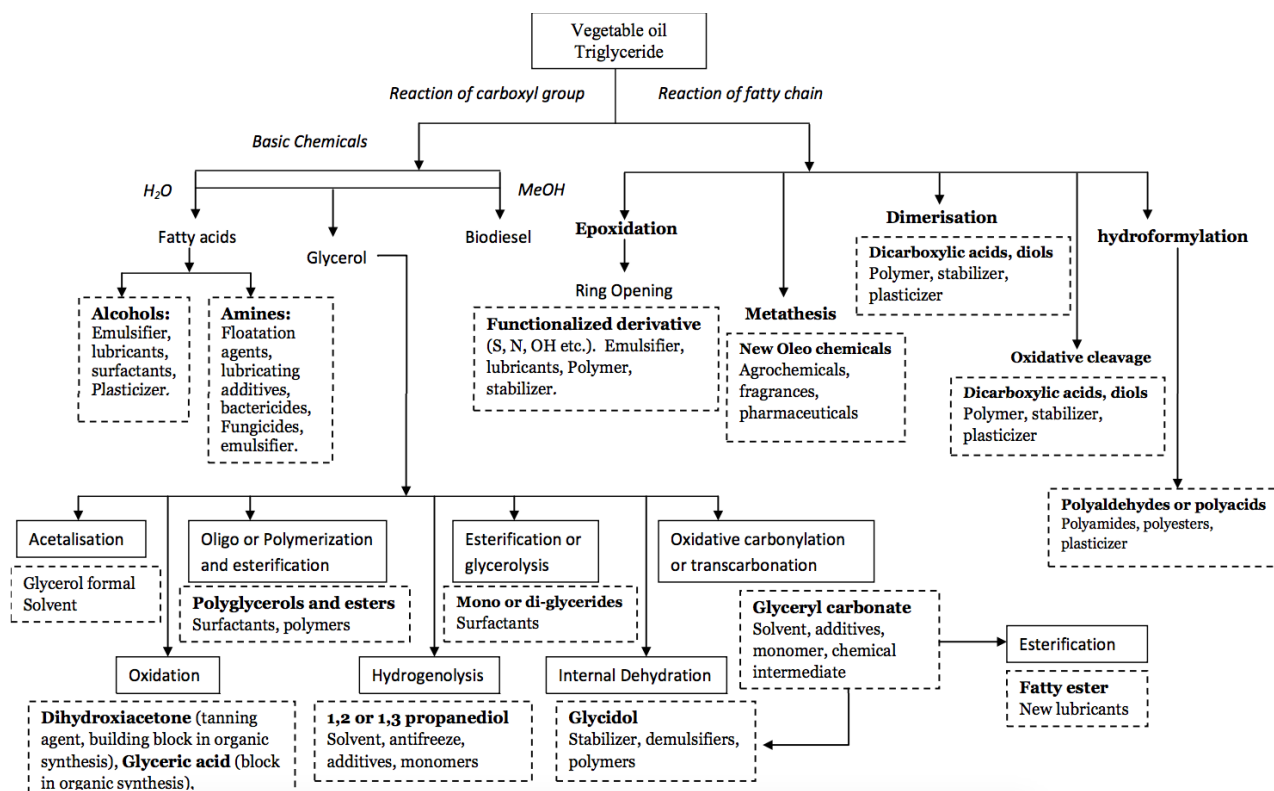 Vegetable oil
Triglyceride
Reaction of carboxyl group
Reaction of fatty chain
Basic Chemicals
H₂O
MeOH
Fatty acids
Glycerol
Biodiesel
Alcohols:
Emulsifier,
lubricants,
surfactants,
Plasticizer.
Amines:
Floatation
agents,
lubricating
additives,
bactericides,
Fungicides,
emulsifier.
Epoxidation
Ring Opening
Functionalized derivative
(S, N, OH etc.). Emulsifier,
lubricants, Polymer,
stabilizer.
Metathesis
New Oleo chemicals
Agrochemicals,
fragrances,
pharmaceuticals
Dimerisation
Dicarboxylic acids, diols
Polymer, stabilizer,
plasticizer
Oxidative cleavage
Dicarboxylic acids, diols
Polymer, stabilizer,
plasticizer
hydroformylation
Polyaldehydes or polyacids
Polyamides, polyesters,
plasticizer
Acetalisation
Glycerol formal
Solvent
Oligo or Polymerization
and esterification
Polyglycerols and esters
Surfactants, polymers
Esterification or
glycerolysis
Mono or di-glycerides
Surfactants
Oxidative carbonylation
or transcarbonation
Glyceryl carbonate
Solvent, additives,
monomer, chemical
intermediate
Esterification
Fatty ester
New lubricants
Oxidation
Dihydroxiacetone (tanning
agent, building block in organic
synthesis), Glyceric acid (block
in organic synthesis),
Hydrogenolysis
1,2 or 1,3 propanediol
Solvent, antifreeze,
additives, monomers
Internal Dehydration
Glycidol
Stabilizer, demulsifiers,
polymers